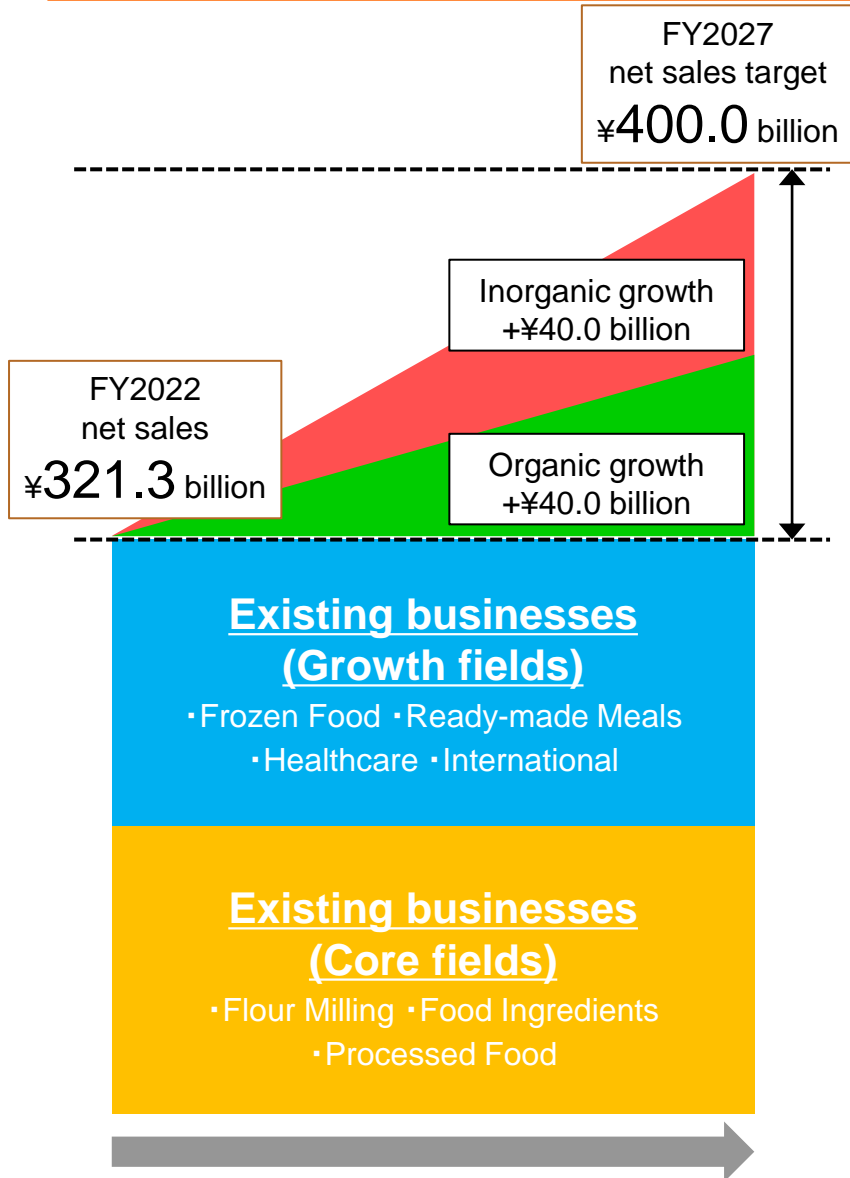 FY2027
net sales target
¥400.0 billion
Inorganic growth
+¥40.0 billion
FY2022
net sales
¥321.3 billion
Organic growth
+¥40.0 billion
Existing businesses
(Growth fields)
・Frozen Food ・Ready-made Meals
・Healthcare ・International
Existing businesses
(Core fields)
・Flour Milling ・Food Ingredients
・Processed Food